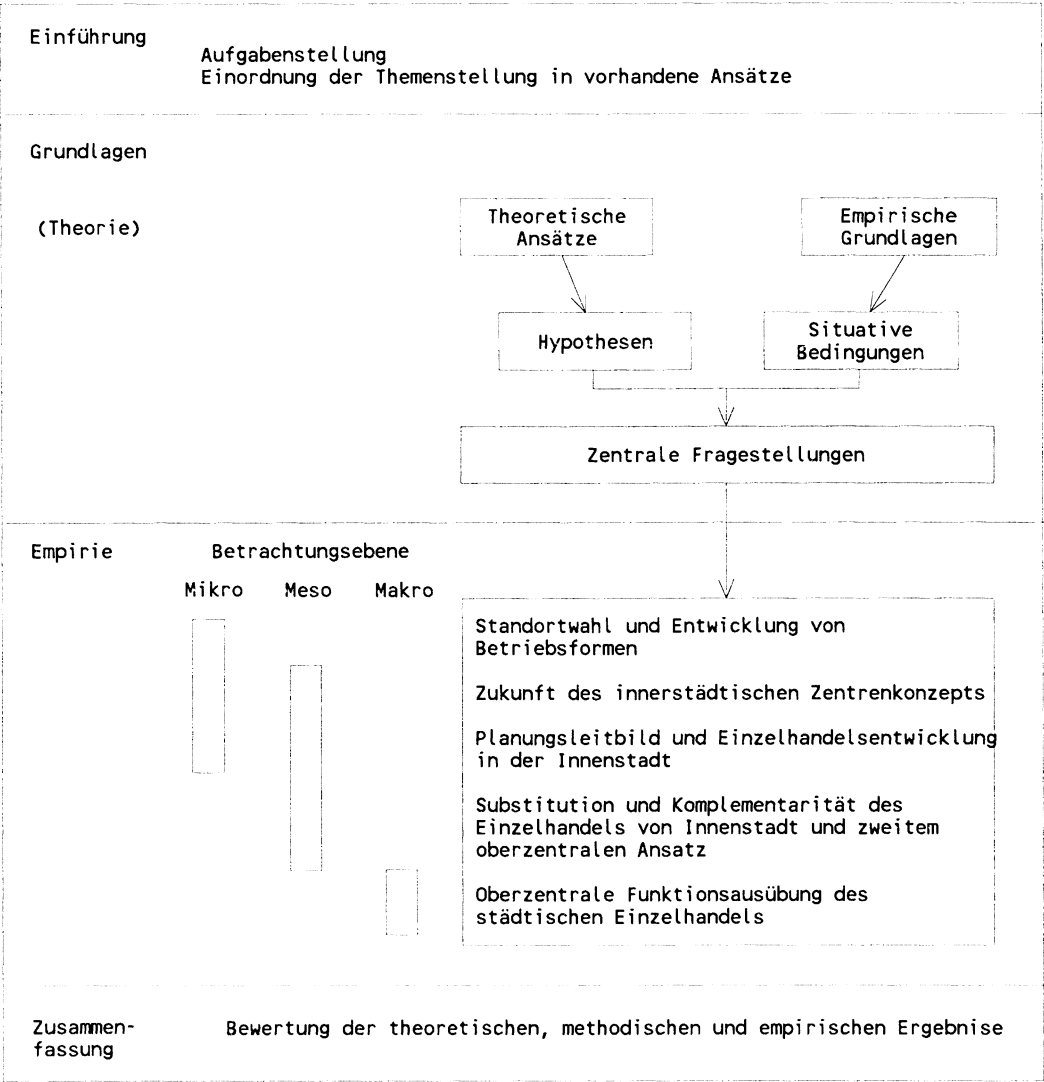 Einführung
Aufgabenstellung
Einordnung der Themenstellung in vorhandene Ansätze
Grundlagen
(Theorie)
Theoretische
Ansätze
Empirische
Grundlagen
Hypothesen
Situative
Bedingungen
Zentrale Fragestellungen
Empirie
Betrachtungsebene
Mikro Meso Makro
Standortwahl und Entwicklung von
Betriebsformen
Zukunft des innerstädtischen Zentrenkonzepts
Planungsleitbild und Einzelhandelsentwicklung
in der Innenstadt
Substitution und Komplementarität des
Einzelhandels von Innenstadt und zweitem
oberzentralen Ansatz
Oberzentrale Funktionsausübung des
städtischen Einzelhandels
Zusammen-
fassung
Bewertung der theoretischen, methodischen und empirischen Ergebnise